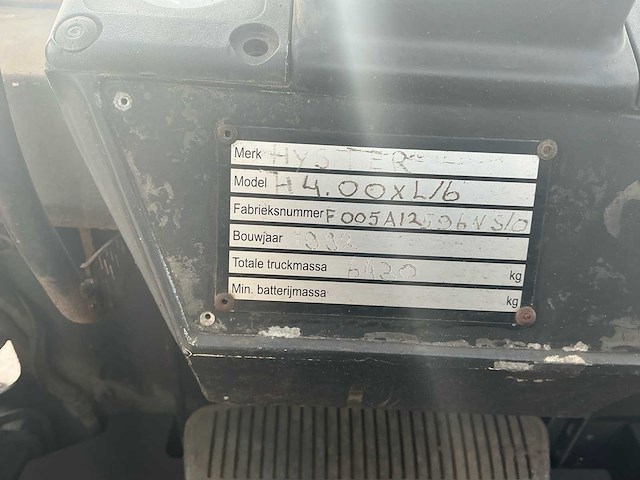 Merk HYSTER
Model H4.00XL/6
Fabrieksnummer
Bouwjaar
Totale truckmassa 6420 kg
Min. batterijmassa kg